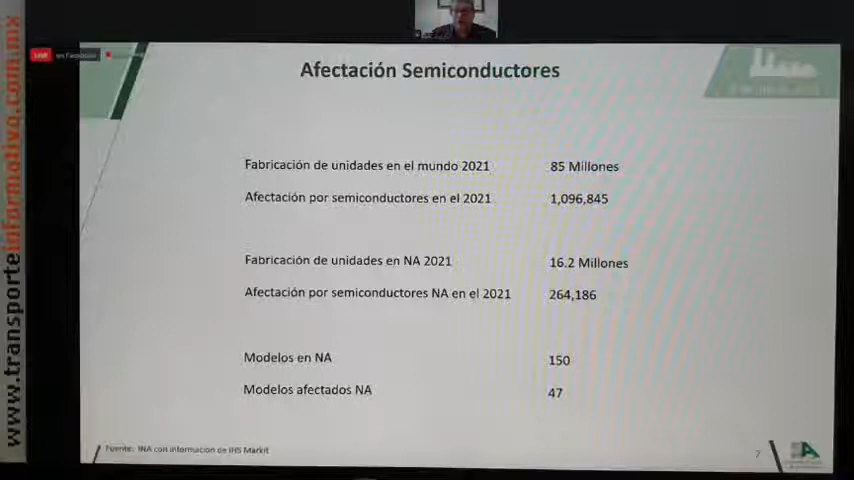 LIVE
www.transporteinformativo.com.mx
Afectación Semiconductores
Fabricación de unidades en el mundo 2021 85 Millones
Afectación por semiconductores en el 2021 1,096,845
Fabricación de unidades en NA 2021 16.2 Millones
Afectación por semiconductores NA en el 2021 264,186
Modelos en NA 150
Modelos afectados NA 47
Fuente: INA con información de IHS Markit
7